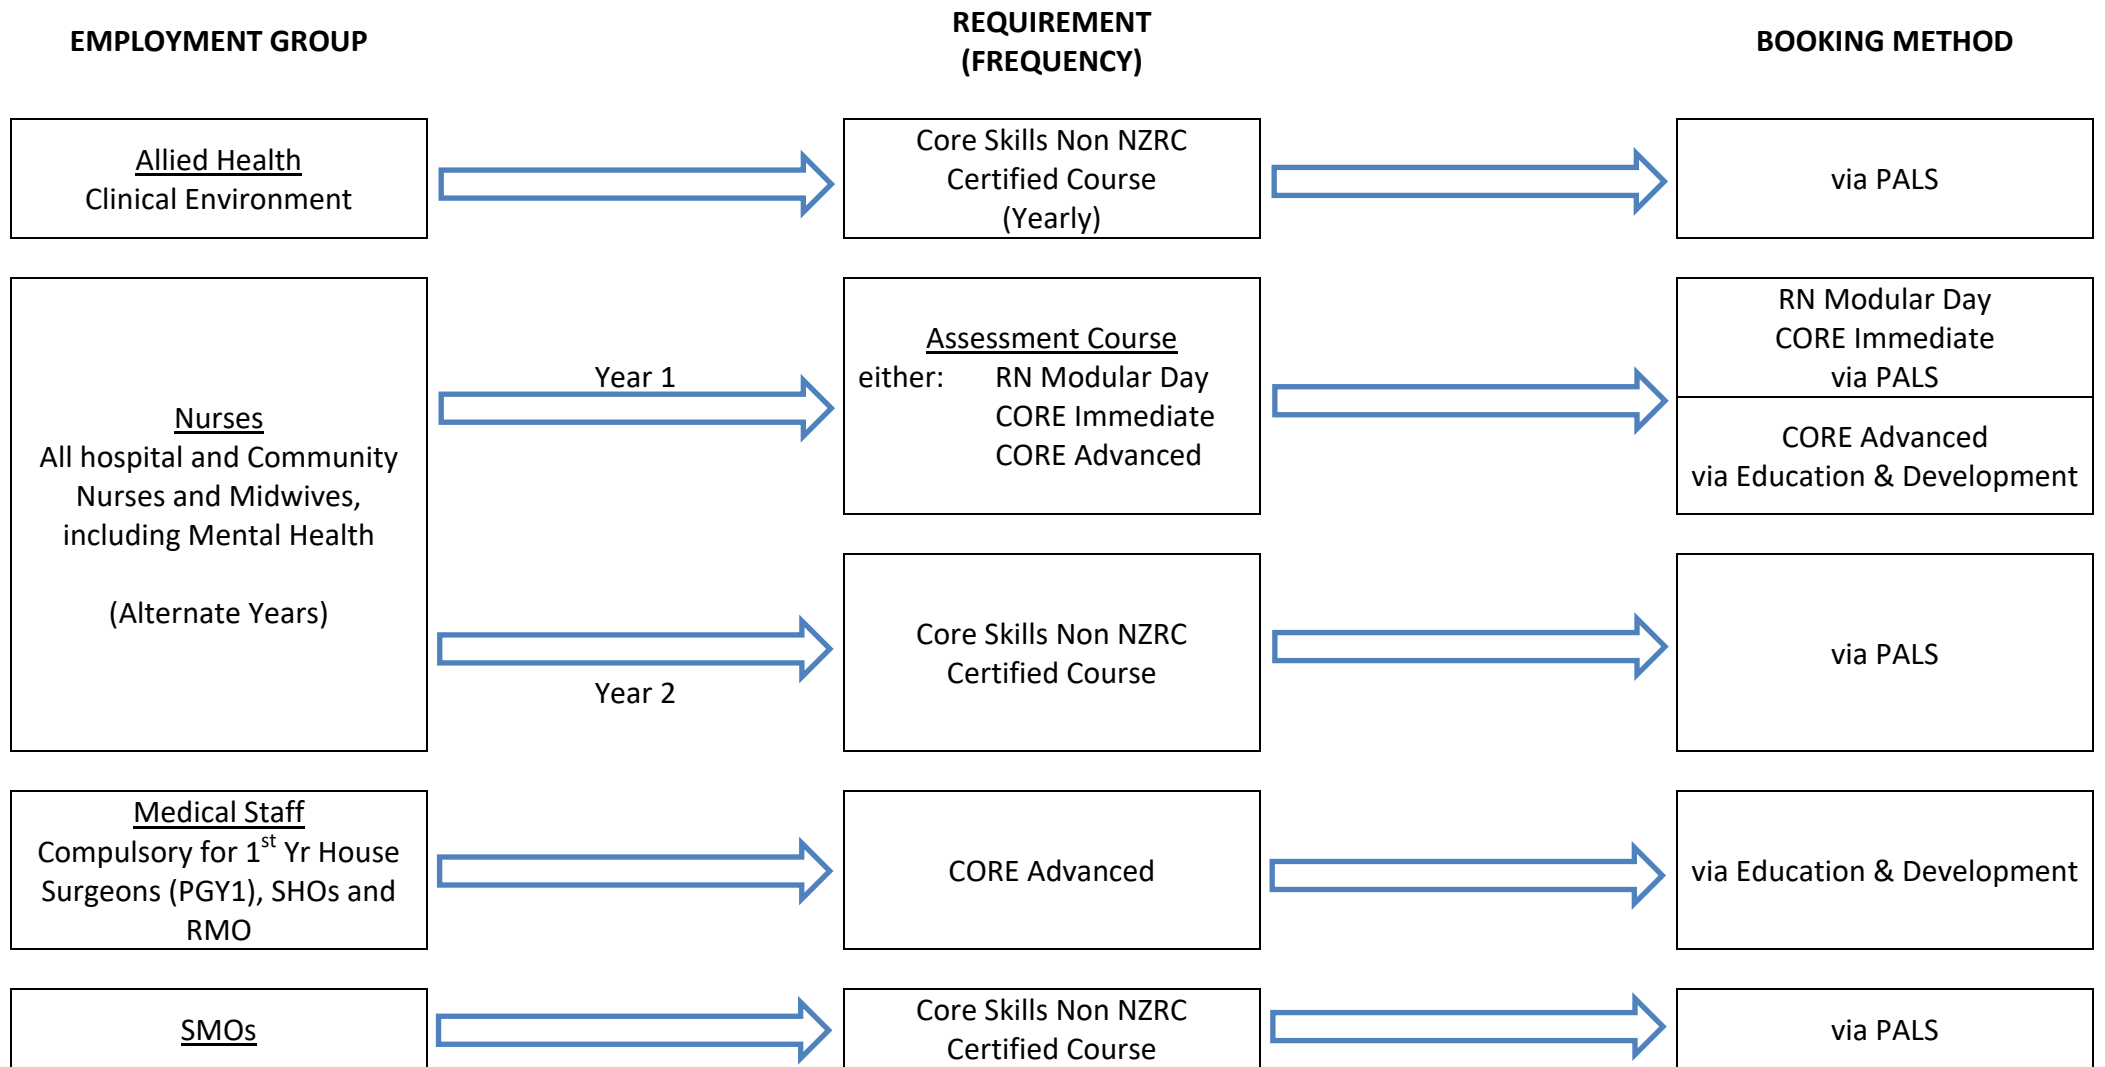 EMPLOYMENT GROUP
REQUIREMENT
(FREQUENCY)
BOOKING METHOD
Allied Health
Clinical Environment
Core Skills Non NZRC
Certified Course
(Yearly)
via PALS
Nurses
All hospital and Community
Nurses and Midwives,
including Mental Health
(Alternate Years)
Year 1
Assessment Course
either: RN Modular Day
CORE Immediate
CORE Advanced
RN Modular Day
CORE Immediate
via PALS
CORE Advanced
via Education & Development
Year 2
Core Skills Non NZRC
Certified Course
via PALS
Medical Staff
Compulsory for 1st Yr House
Surgeons (PGY1), SHOs and
RMO
CORE Advanced
via Education & Development
SMOs
Core Skills Non NZRC
Certified Course
via PALS